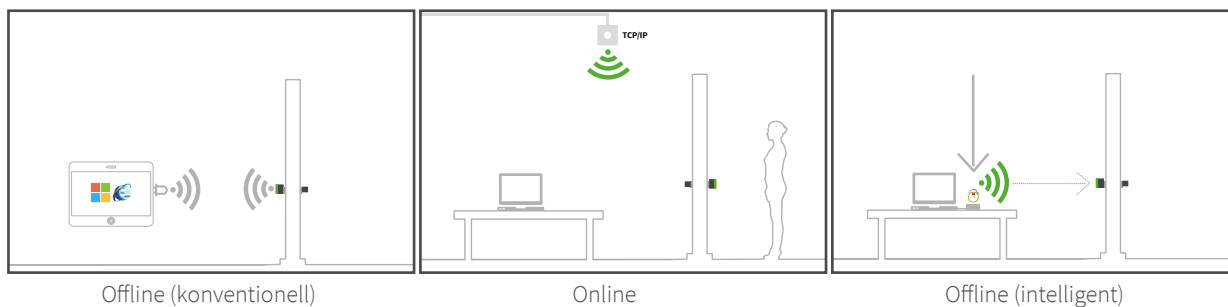 TCP/IP
Offline (konventionell)
Online
Offline (intelligent)